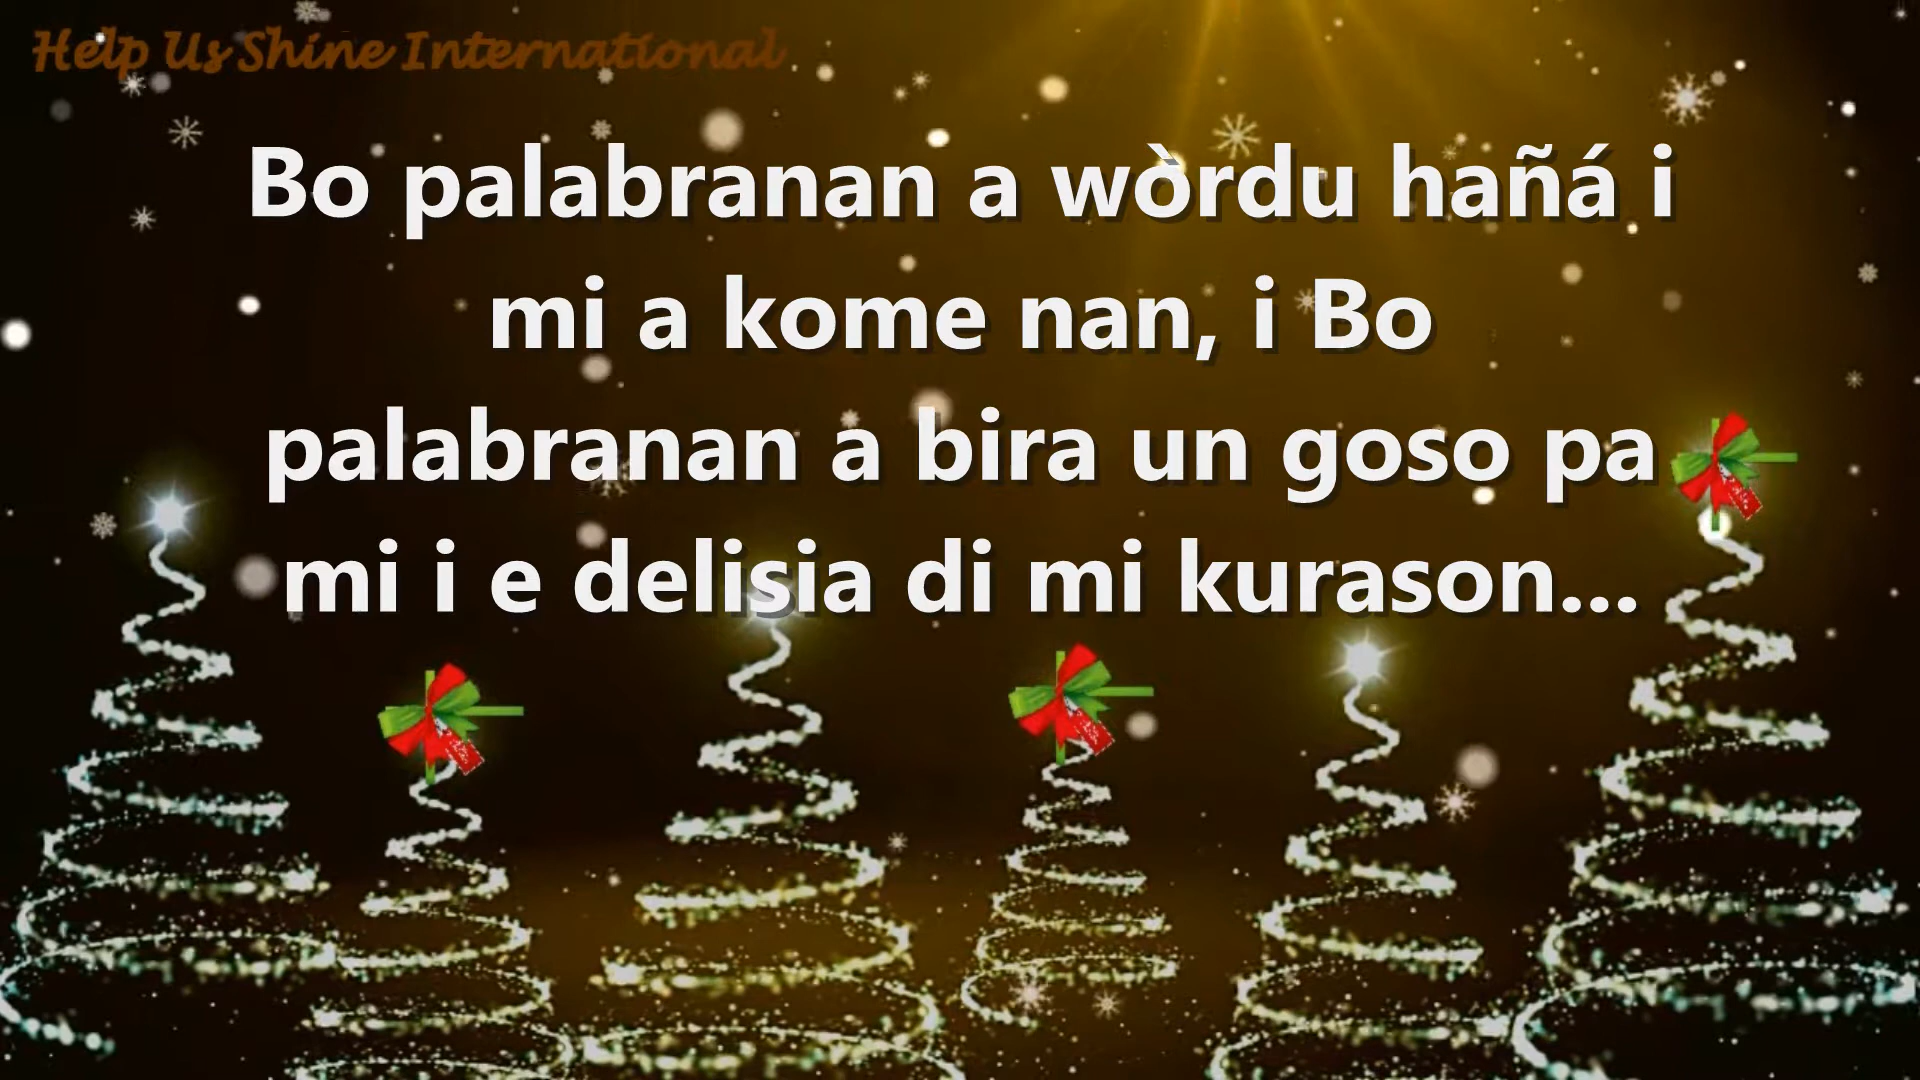 Help Us Shine International
Bo palabranan a wòrdu hañá i
mi a kome nan, i Bo
palabranan a bira un goso pa
mi i e delisia di mi kurason...